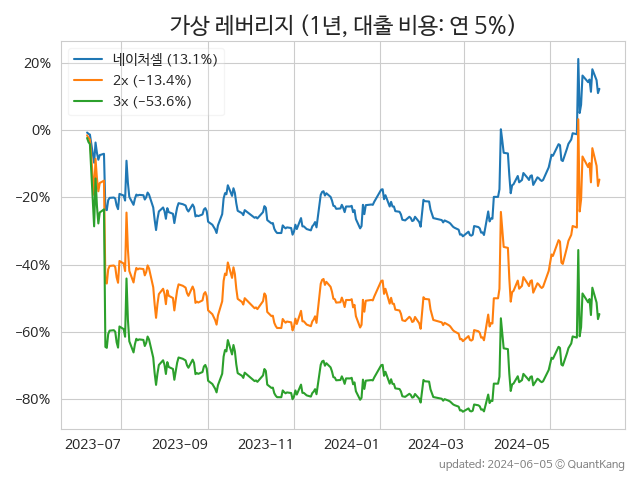 가상 레버리지 (1년, 대출 비용: 연 5%)
네이처셀 (13.1%)
2x (−13.4%)
3x (−53.6%)
20%
0%
−20%
−40%
−60%
−80%
2023-07
2023-09
2023-11
2024-01
2024-03
2024-05
updated: 2024-06-05 © QuantKang